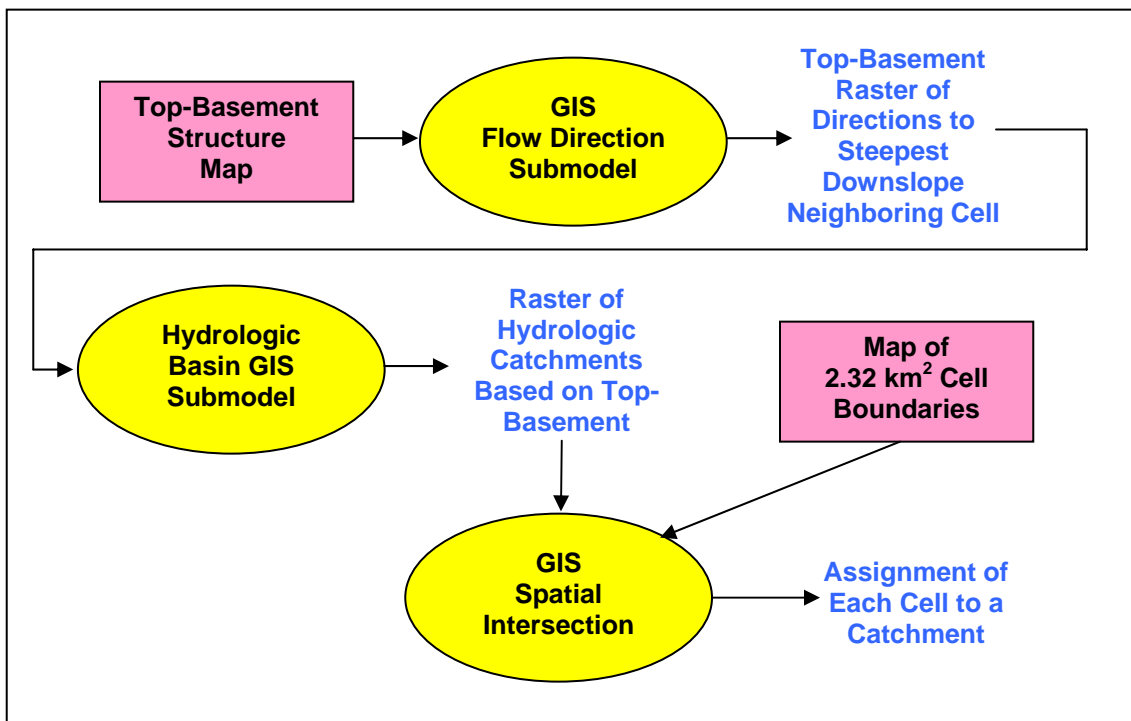 Top-Basement
Structure
Map
GIS
Flow Direction
Submodel
Top-Basement
Raster of
Directions to
Steepest
Downslope
Neighboring Cell
Hydrologic
Basin GIS
Submodel
Raster of
Hydrologic
Catchments
Based on Top-
Basement
Map of
2.32 km² Cell
Boundaries
GIS
Spatial
Intersection
Assignment of
Each Cell to a
Catchment